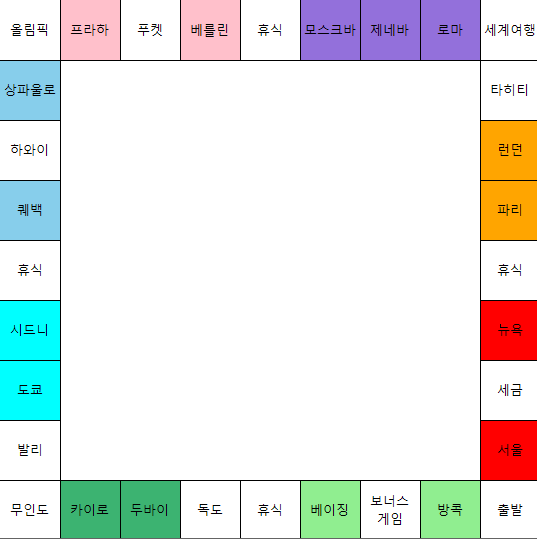 올림픽 프라하 푸켓 베를린 휴식 모스크바 제네바 로마 세계여행
상파울로 타히티
하와이 런던
퀘백 파리
휴식 휴식
시드니 뉴욕
도쿄 세금
발리 서울
무인도 카이로 두바이 독도 휴식 베이징 보너스 게임 방콕 출발